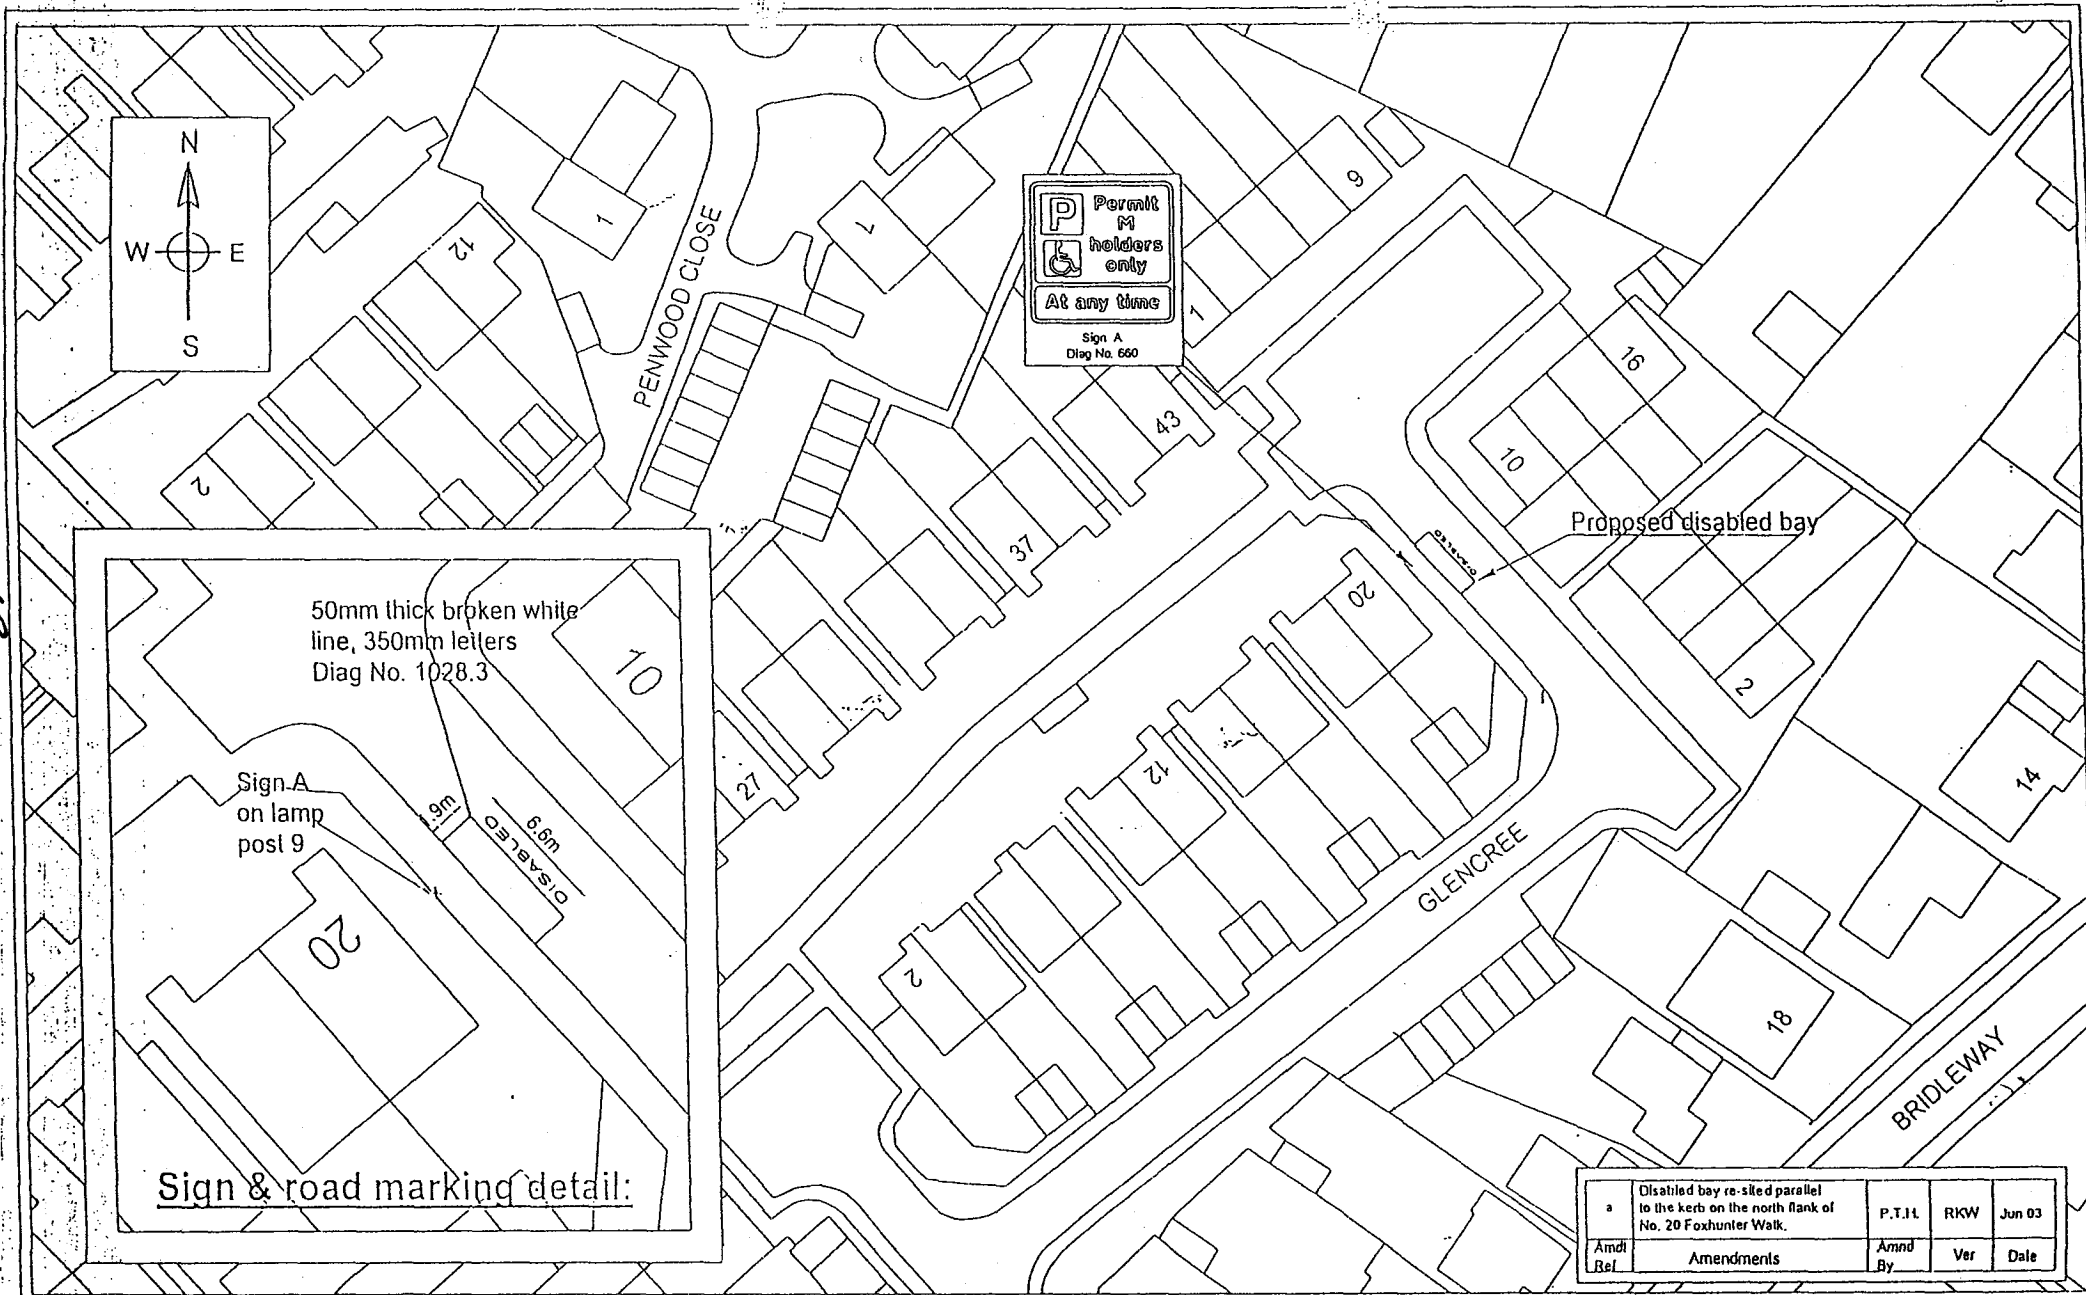 N
W E
S
12
2
1
PENWOOD CLOSE
7
P Permit
M
holders
only
At any time
Sign A
Diag No. 660
9
1
16
10
43
37
27
Proposed disabled bay
DISABLED
20
12
12
2
2
GLENCREE
14
18
BRIDLEWAY
50mm thick broken white
line, 350mm letters
Diag No. 1028.3
10
Sign A
on lamp
post 9
DISABLED
6.6m
20
Sign & road marking detail:
a
Disabled bay re-sited parallel
to the kerb on the north flank of
No. 20 Foxhunter Walk.
P.T.H.
RKW
Jun 03
Amdt
Ref
Amendments
Amnd
By
Ver
Date